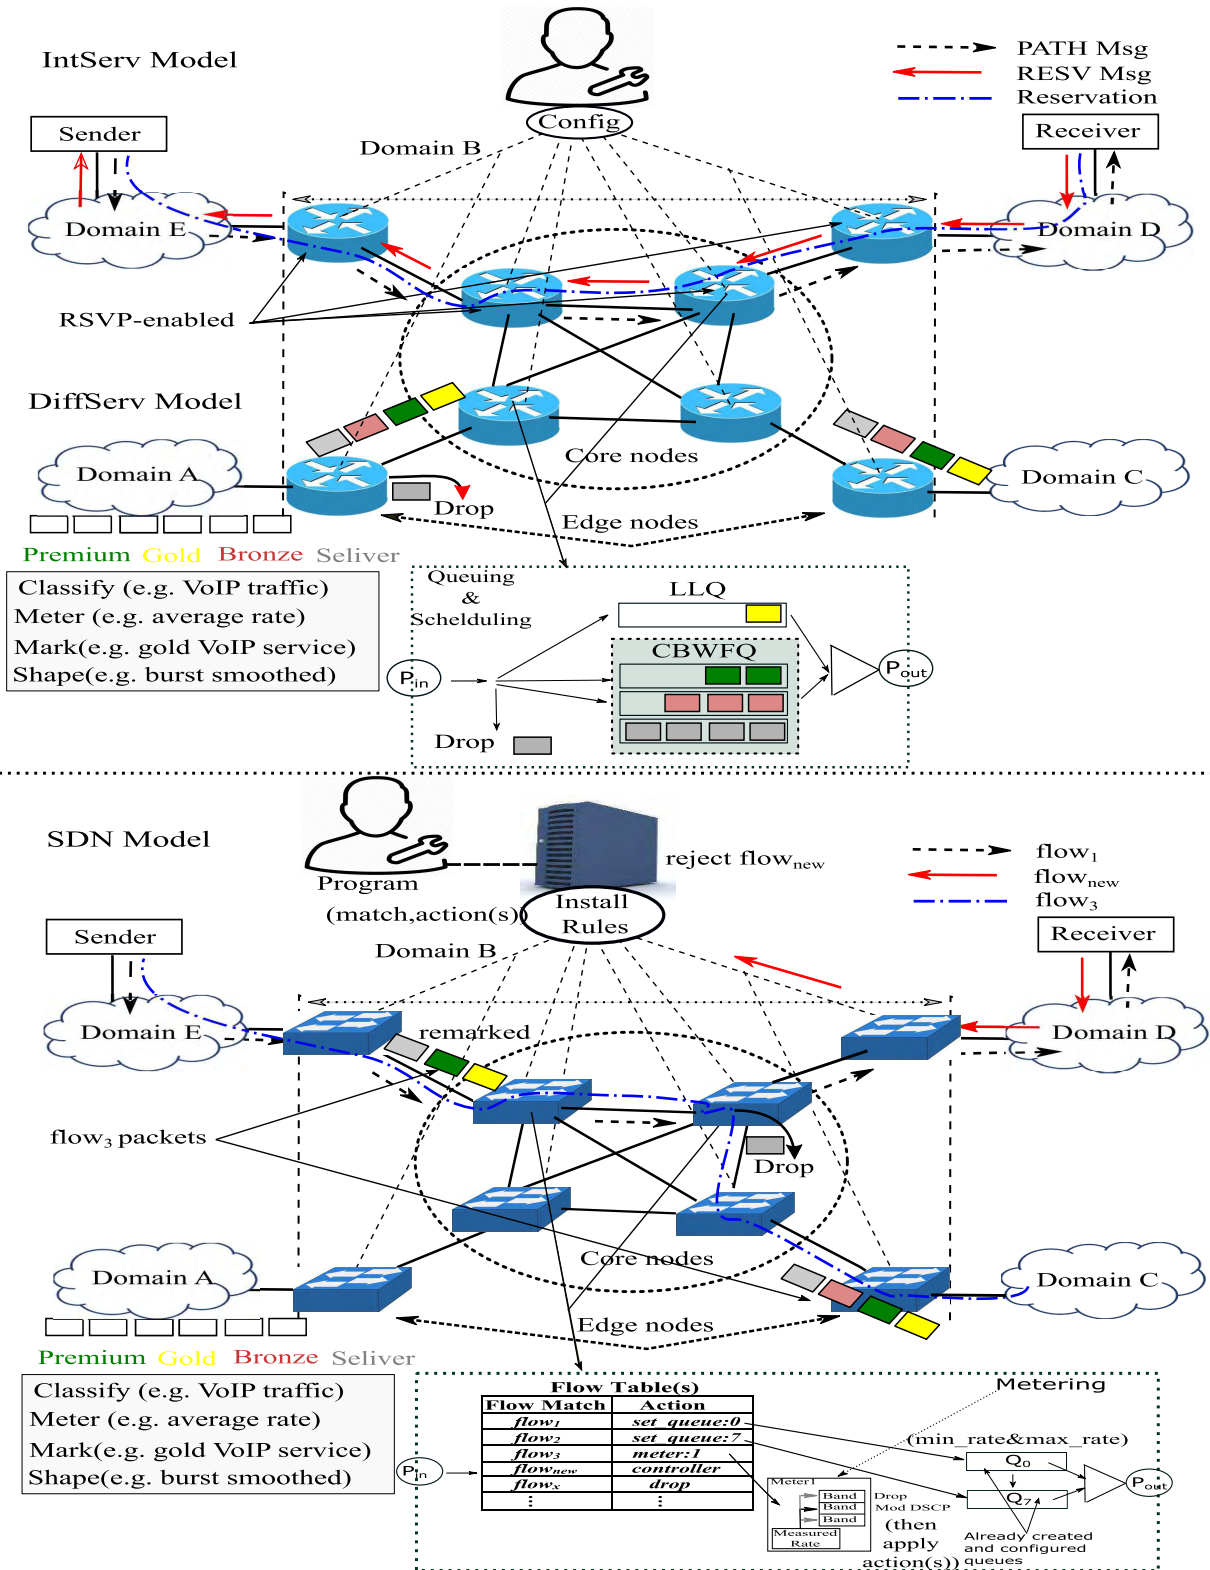 IntServ Model
PATH Msg
RESV Msg
Reservation
Config
Sender
Domain B
Receiver
Domain E
Domain D
RSVP-enabled
DiffServ Model
Core nodes
Domain A
Domain C
Drop
Edge nodes
Premium Gold Bronze Seliver
Classify (e.g. VoIP traffic)
Meter (e.g. average rate)
Mark(e.g. gold VoIP service)
Shape(e.g. burst smoothed)
Queuing
&
Schelduling
LLQ
CBWFQ
Pin
Pout
Drop
SDN Model
reject flownew
Program
(match,action(s))
Install
Rules
flow1
flownew
flow3
Sender
Domain B
Receiver
Domain E
remarked
Domain D
flow3 packets
Drop
Core nodes
Domain A
Domain C
Edge nodes
Premium Gold Bronze Seliver
Classify (e.g. VoIP traffic)
Meter (e.g. average rate)
Mark(e.g. gold VoIP service)
Shape(e.g. burst smoothed)
Pin
Flow Table(s)
Flow Match Action
flow1 set_queue:0
flow2 set_queue:7
flow3 meter:1
flownew controller
flowx drop
⋮ ⋮
Metering
(min_rate&max_rate)
Q0
Q7
Pout
Meter1
Band Drop
Band Mod DSCP
Band
Measured
Rate
(then
apply
action(s))
Already created
and configured
queues